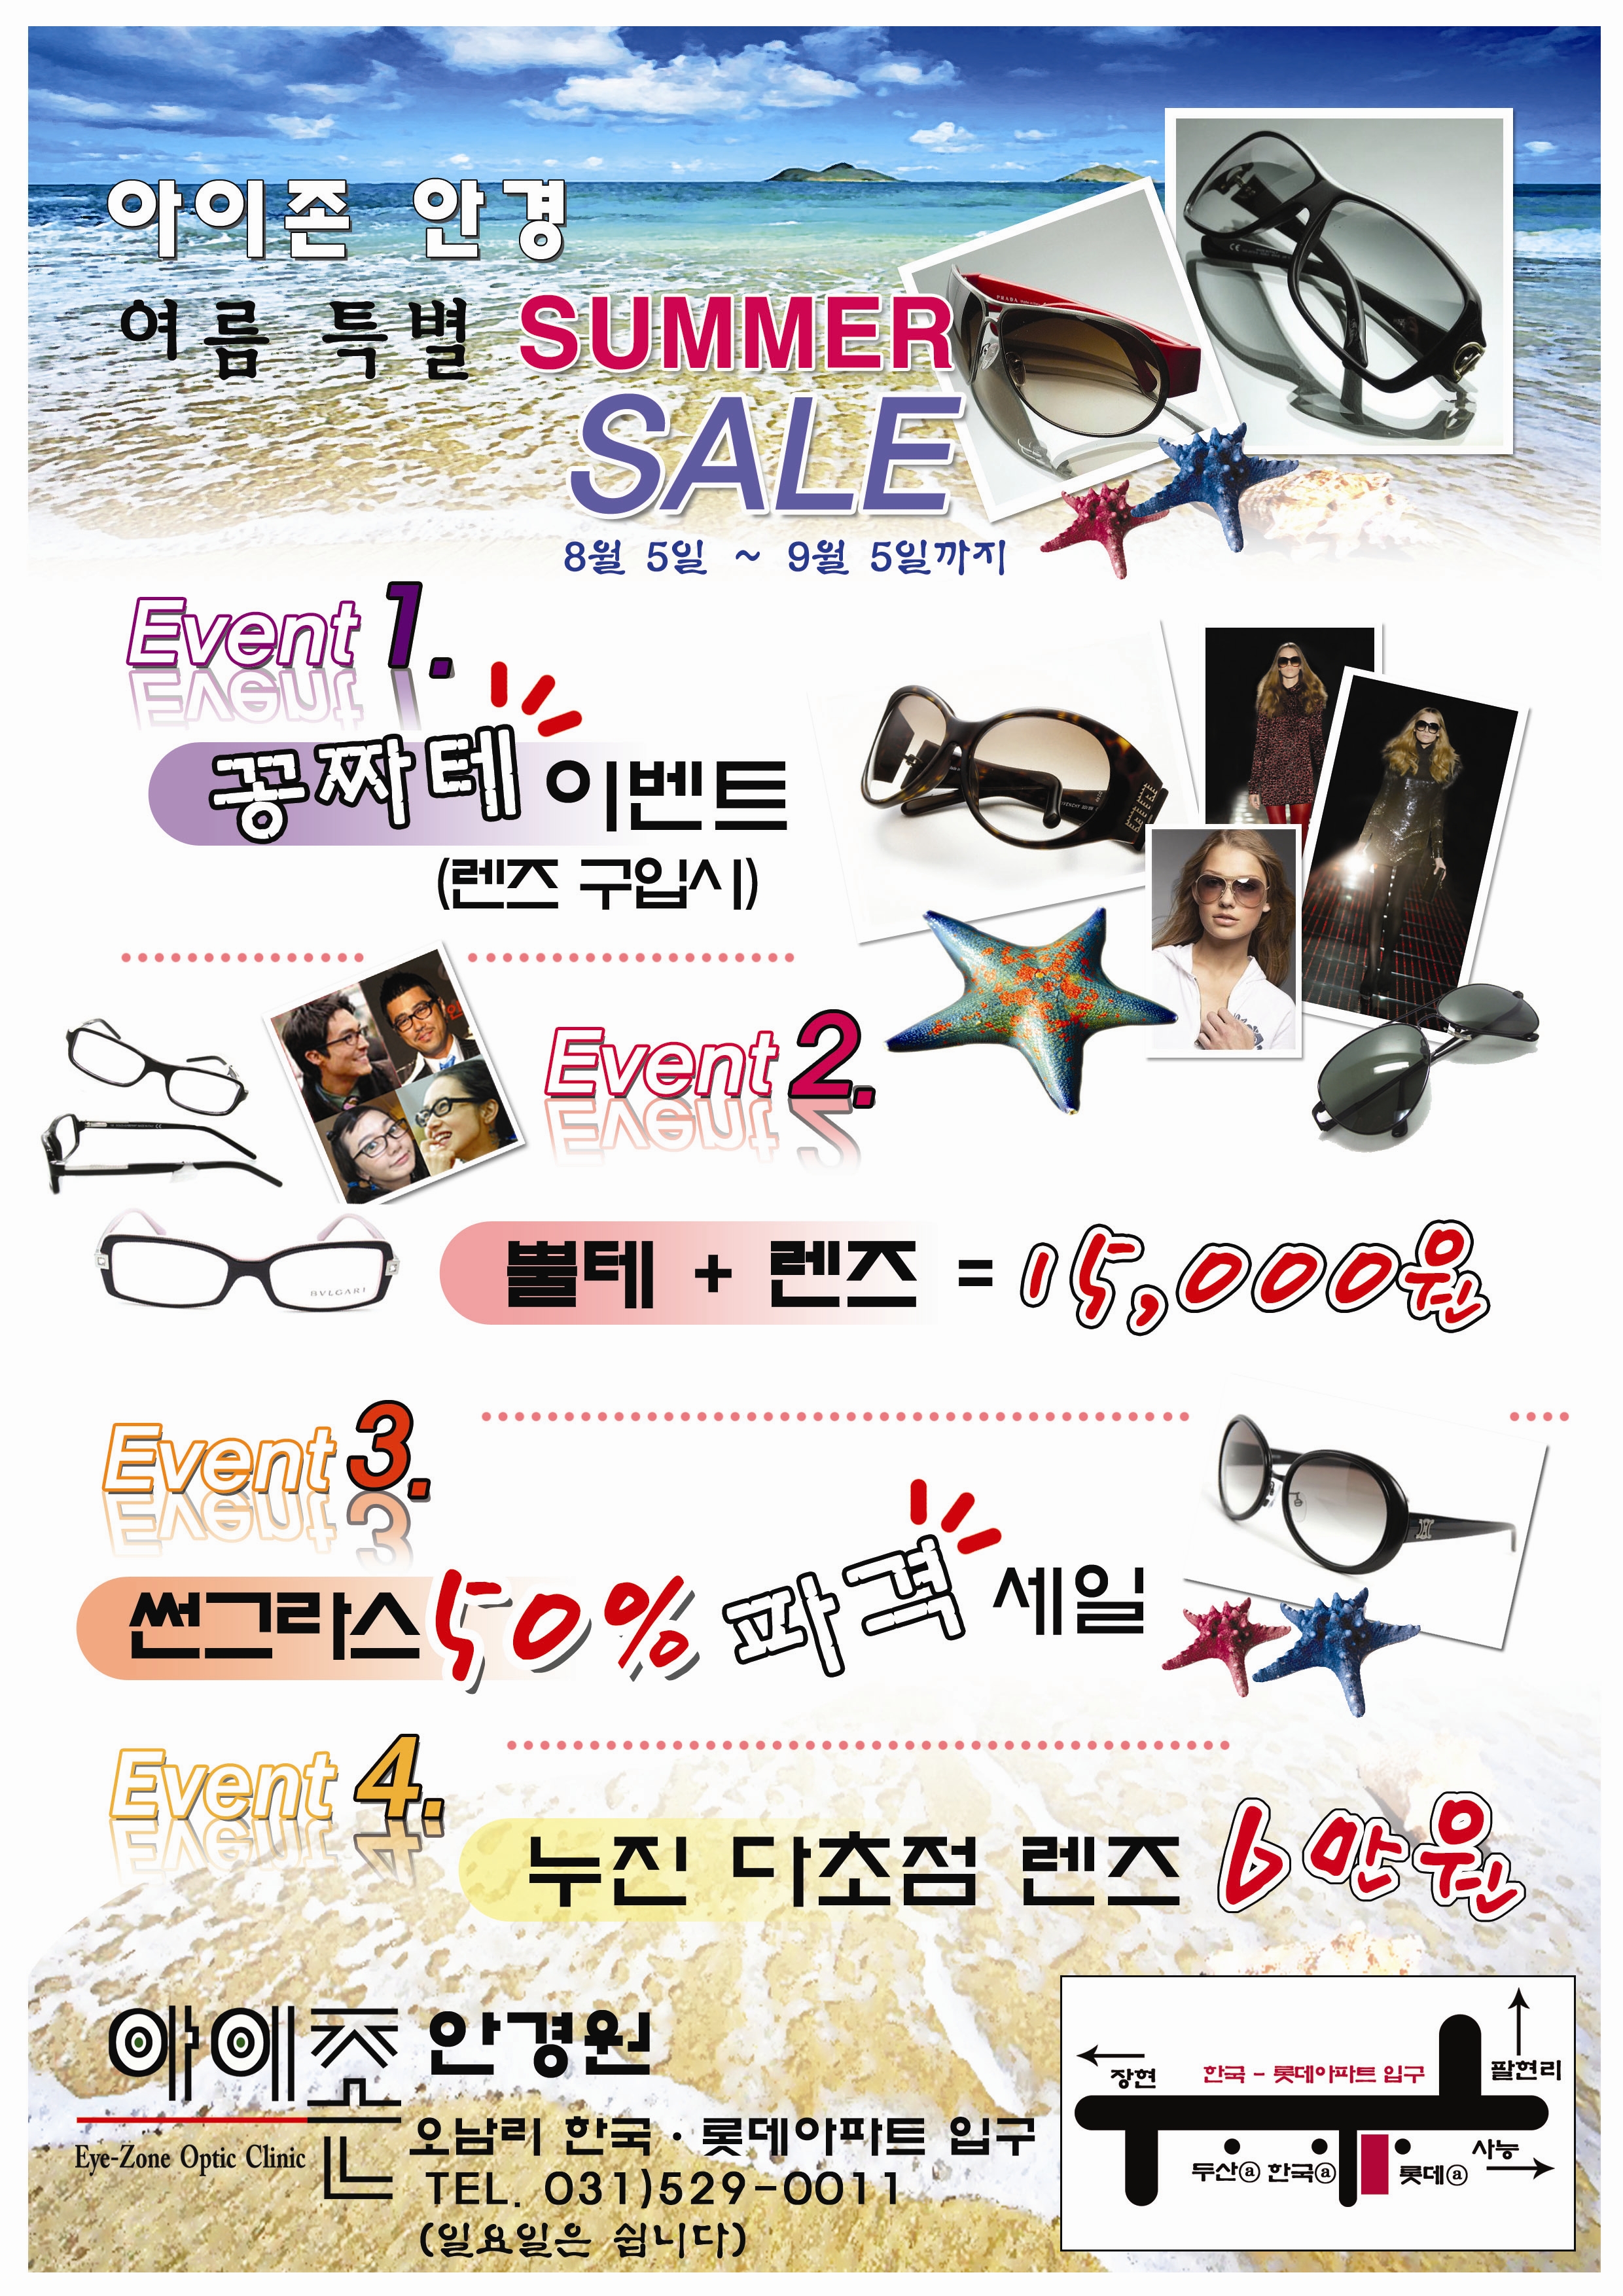 아이존 안경
여름 특별 SUMMER
SALE
8월 5일 ~ 9월 5일까지
Event 1.
공짜테 이벤트
(렌즈 구입시)
Event 2.
BVLGARI
뿔테 + 렌즈 = 15,000원
Event 3.
썬그라스 50% 파격 세일
Event 4.
누진 다초점 렌즈 6만원
아이존 안경원
Eye-Zone Optic Clinic
오남리 한국 · 롯데아파트 입구
TEL. 031)529-0011
(일요일은 쉽니다)
장현
한국 - 롯데아파트 입구
팔현리
두산ⓐ 한국ⓐ 롯데ⓐ
사능
PRADA